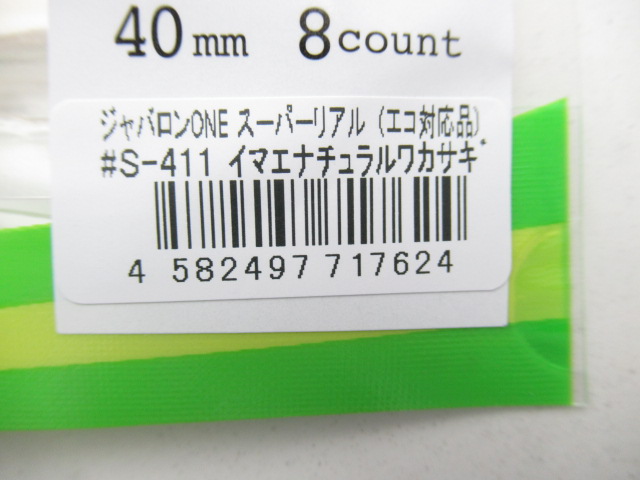 40mm 8count
ジャバロンONE スーパーリアル (エコ対応品)
#S-411 イマエナチュラルワカサギ
4 582497 717624